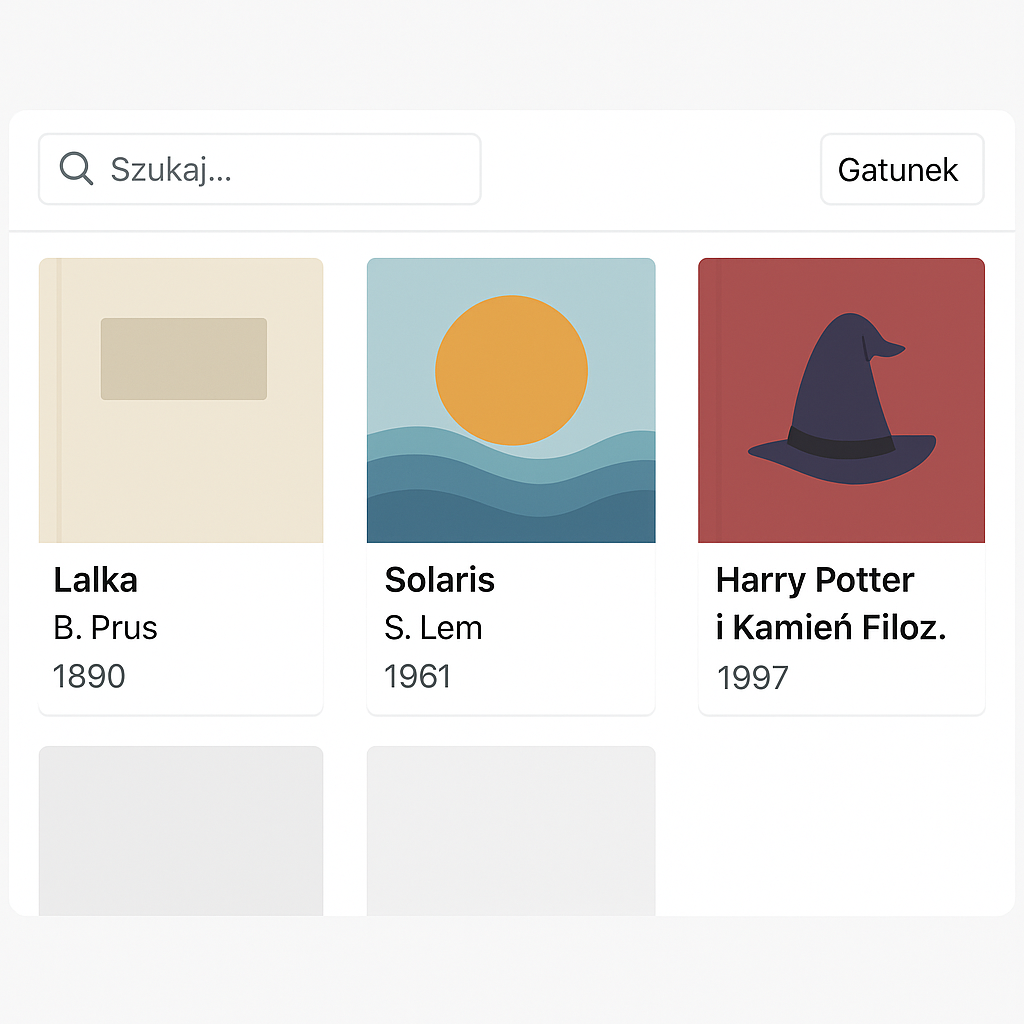 Szukaj...
Gatunek
Lalka
B. Prus
1890
Solaris
S. Lem
1961
Harry Potter
i Kamień Filoz.
1997